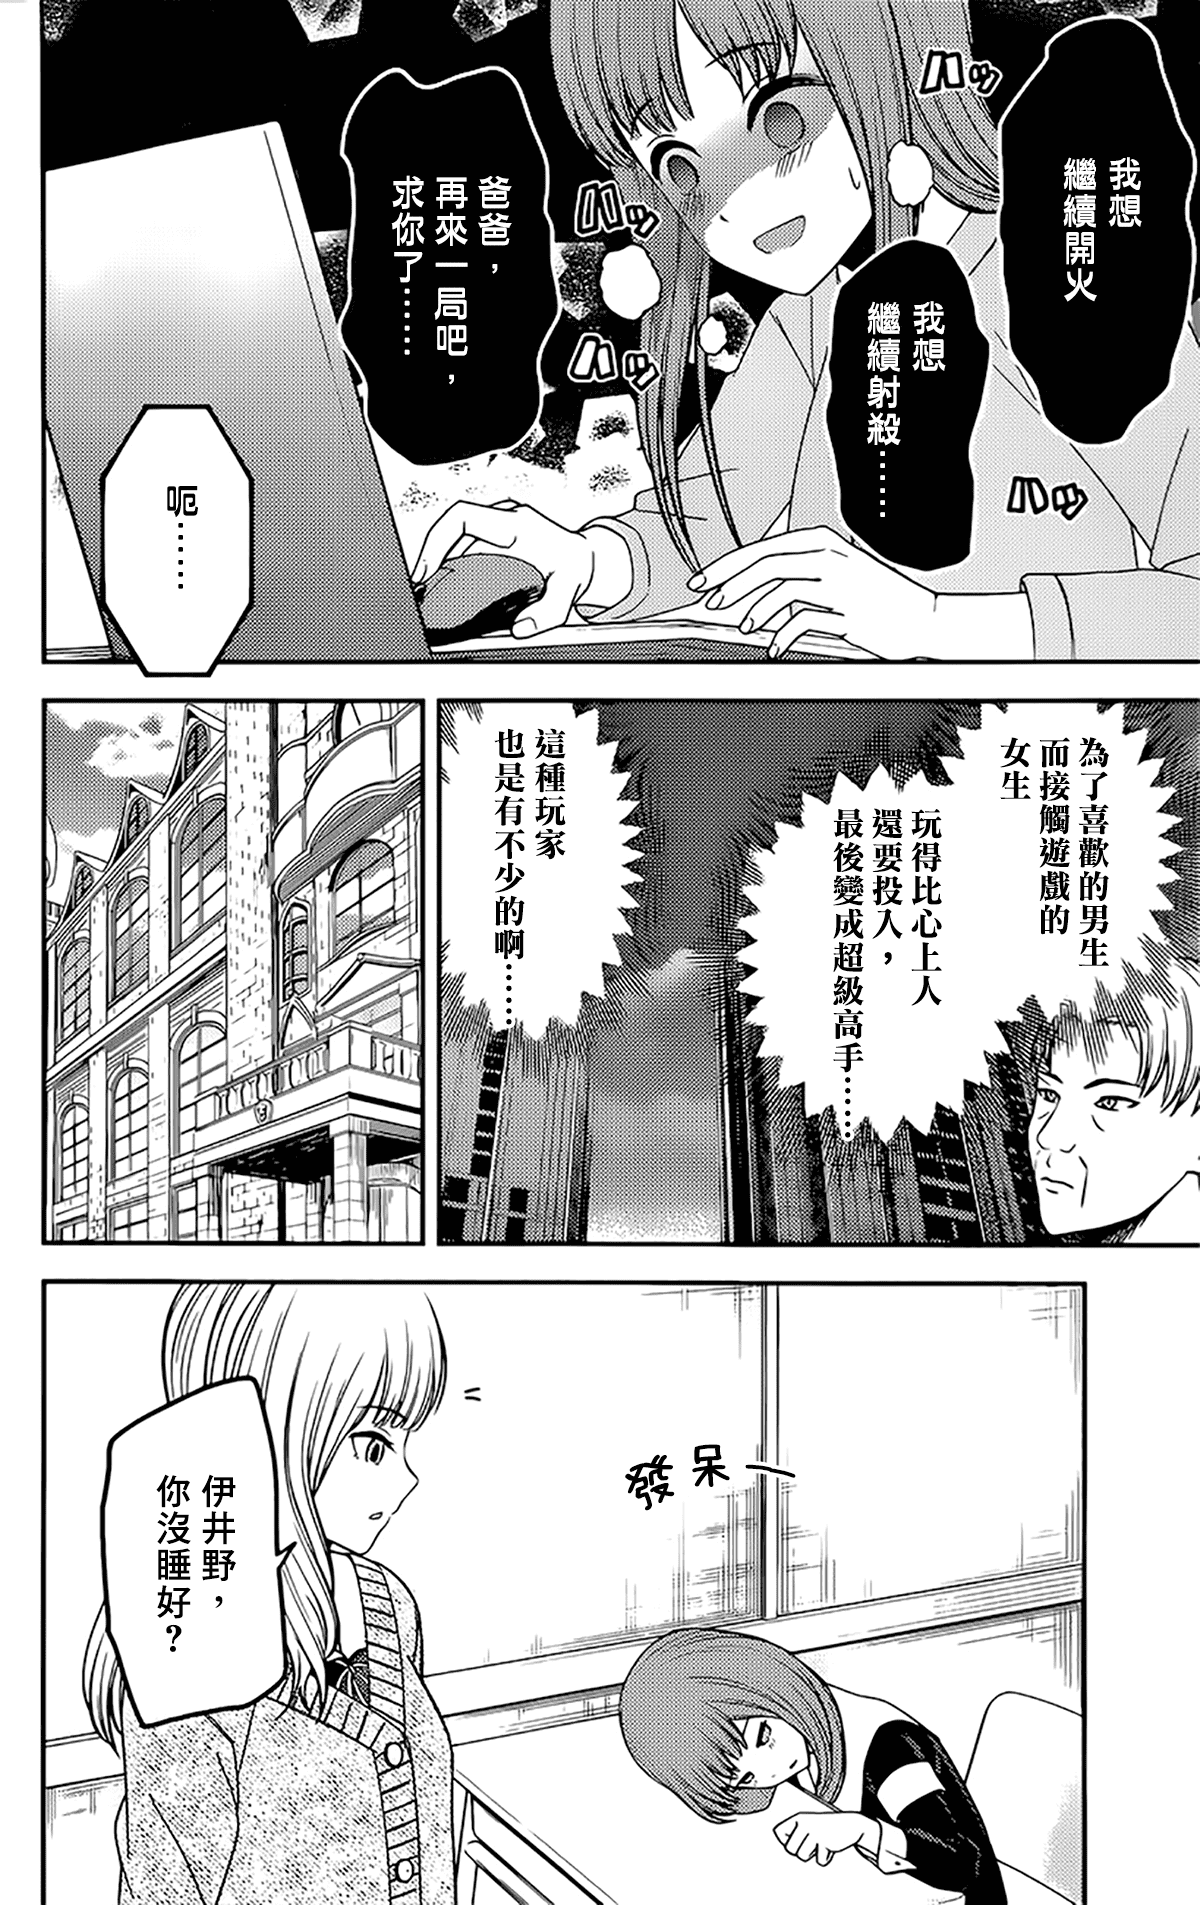 我想
繼續開火
我想
繼續射殺……
爸爸，
再來一局吧，
求你了……
呃……
ハッ
ハッ
ハッ
ハッ
為了喜歡的男生
而接觸遊戲的
女生
玩得比心上人
還要投入，
最後變成超級高手……
這種玩家
也是有不少的啊……
發呆一
伊井野，
你沒睡好？